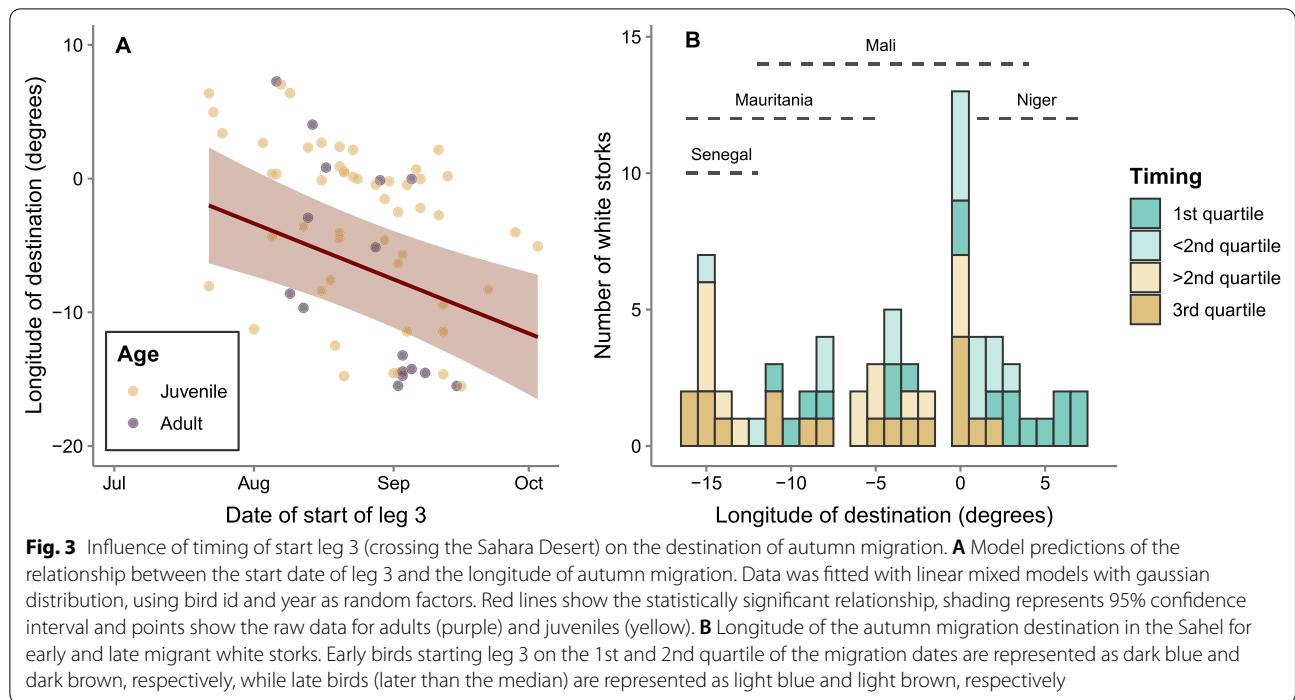 A
10
0
−10
−20
Longitude of destination (degrees)
Age
Juvenile
Adult
Jul Aug Sep Oct
Date of start of leg 3
B
15
10
5
0
Number of white storks
Mali
Mauritania Niger
Senegal
−15 −10 −5 0 5
Longitude of destination (degrees)
Timing
1st quartile
<2nd quartile
>2nd quartile
3rd quartile
Fig. 3 Influence of timing of start leg 3 (crossing the Sahara Desert) on the destination of autumn migration. A Model predictions of the
relationship between the start date of leg 3 and the longitude of autumn migration. Data was fitted with linear mixed models with gaussian
distribution, using bird id and year as random factors. Red lines show the statistically significant relationship, shading represents 95% confidence
interval and points show the raw data for adults (purple) and juveniles (yellow). B Longitude of the autumn migration destination in the Sahel for
early and late migrant white storks. Early birds starting leg 3 on the 1st and 2nd quartile of the migration dates are represented as dark blue and
dark brown, respectively, while late birds (later than the median) are represented as light blue and light brown, respectively